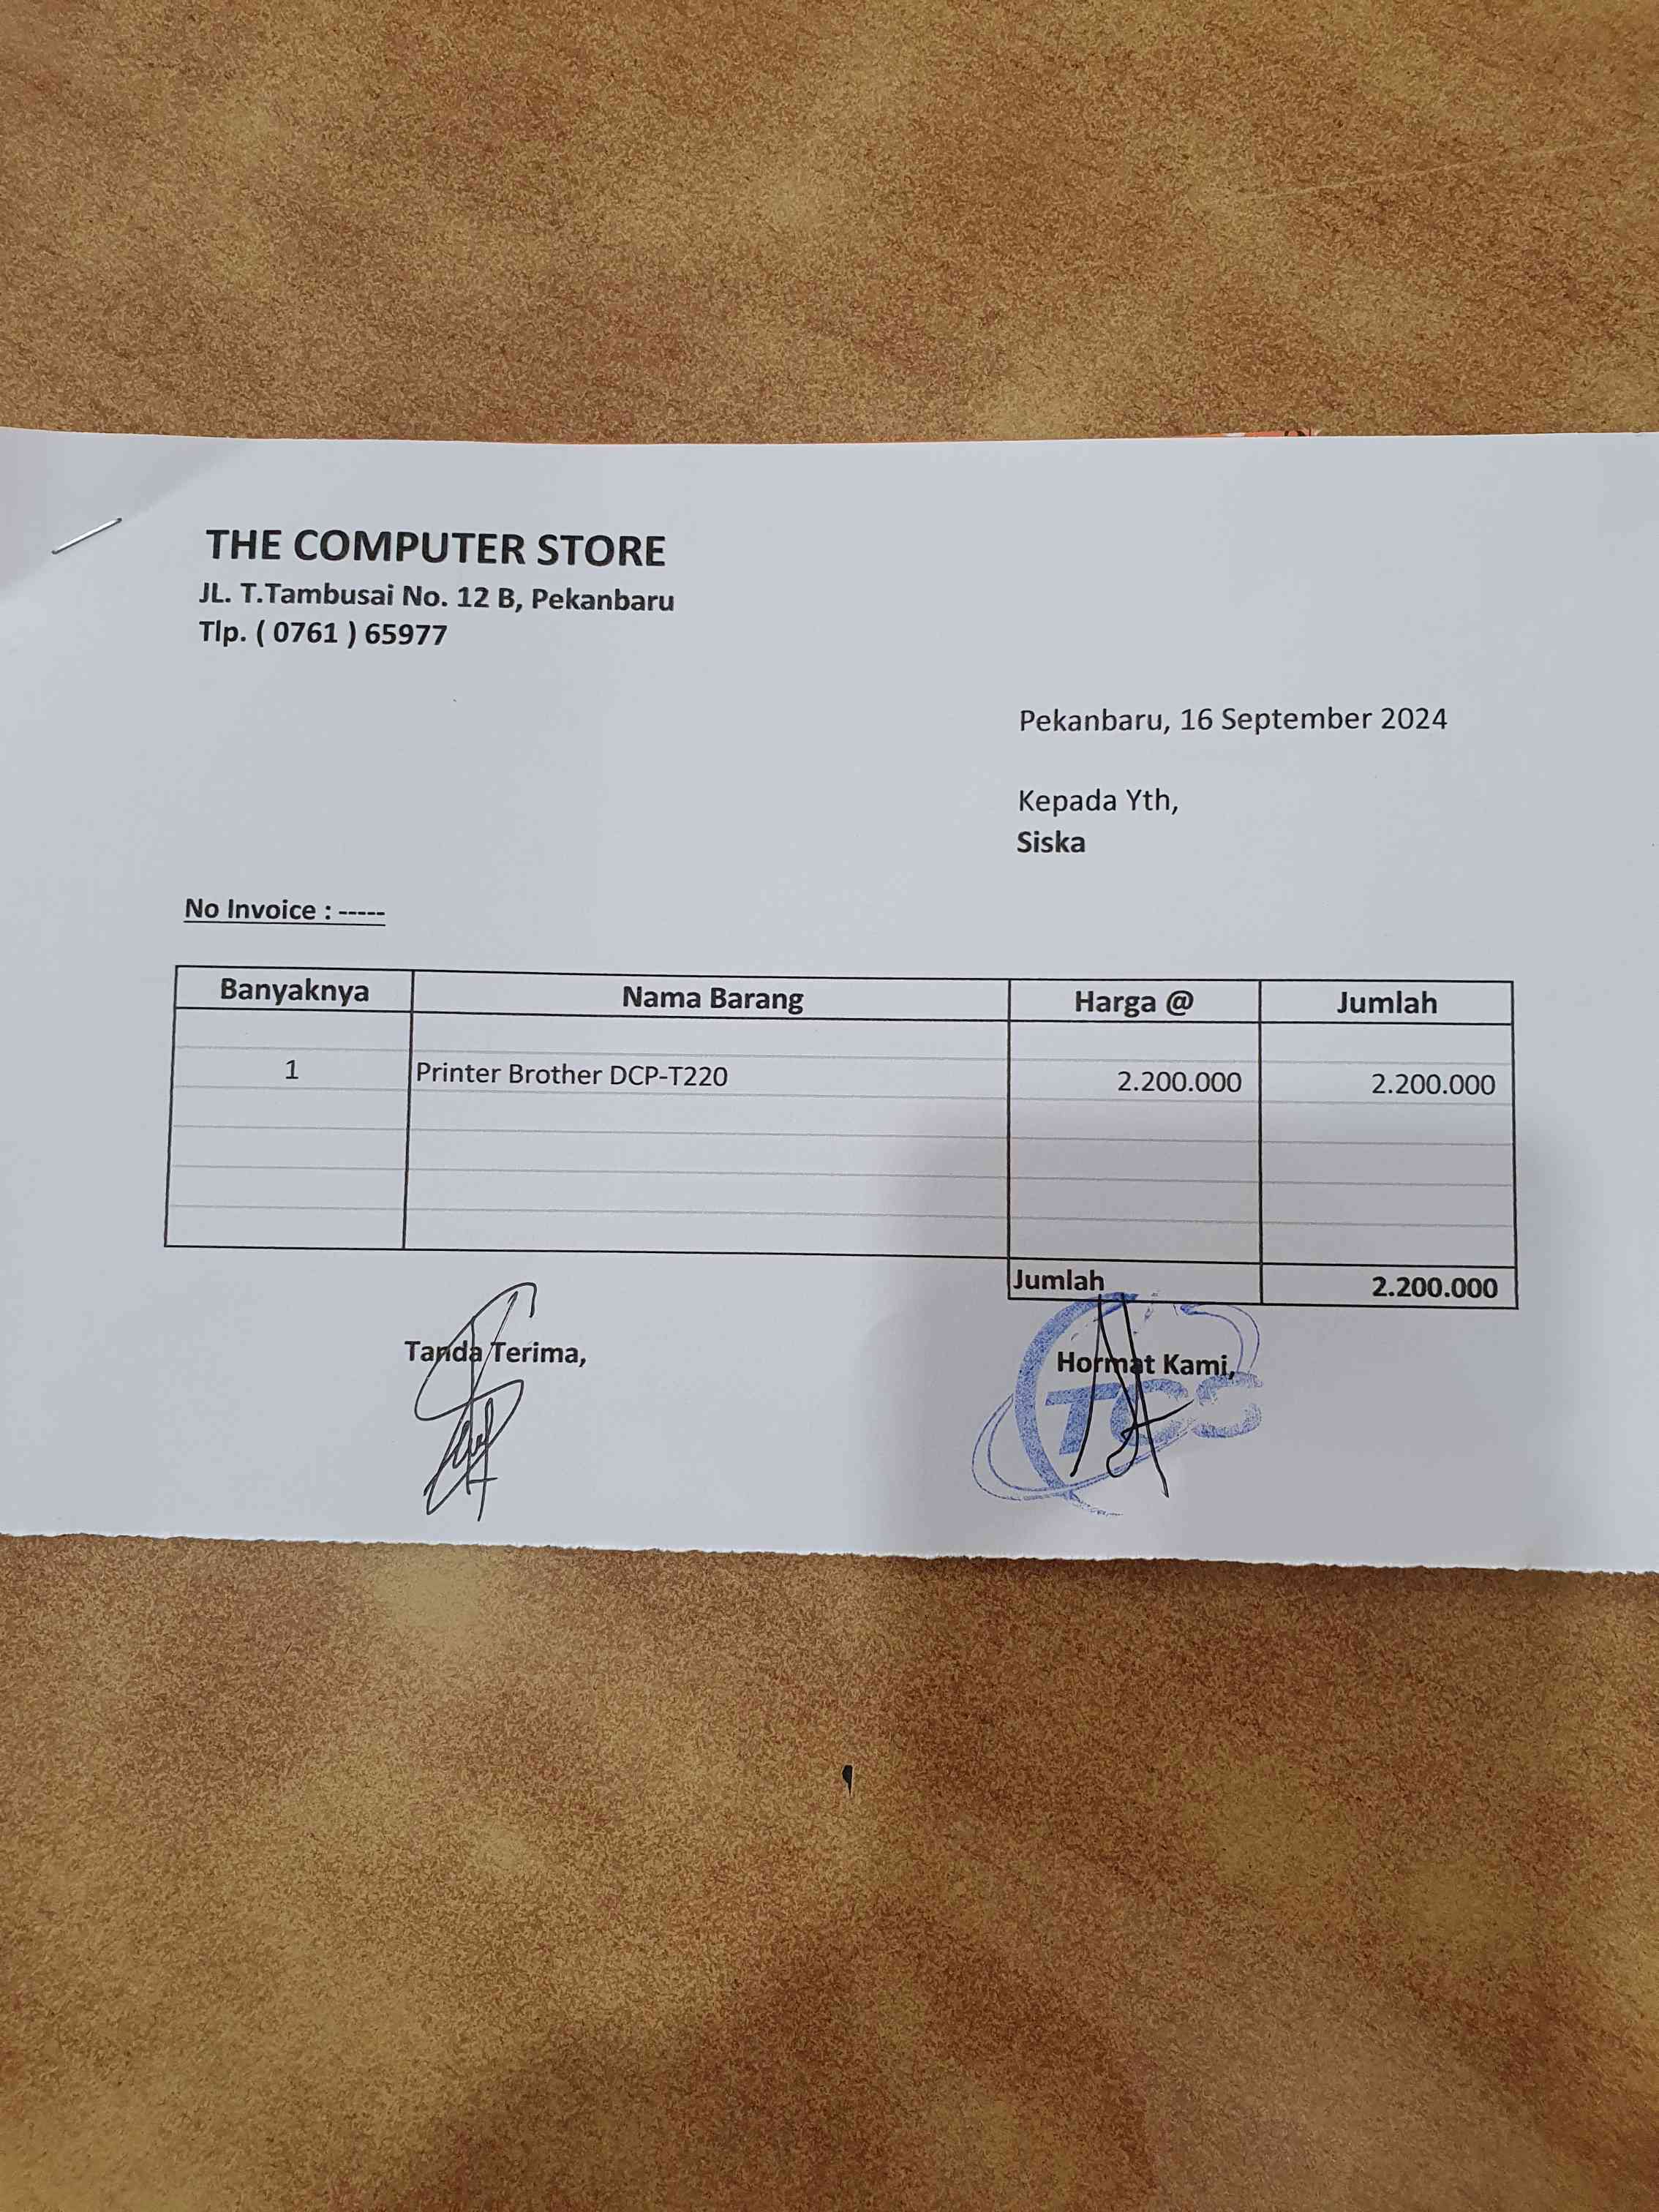 THE COMPUTER STORE
JL. T.Tambusai No. 12 B, Pekanbaru
Tlp. ( 0761 ) 65977
Pekanbaru, 16 September 2024
Kepada Yth,
Siska
No Invoice : -----
Banyaknya Nama Barang Harga @ Jumlah
1 Printer Brother DCP-T220 2.200.000 2.200.000
Jumlah 2.200.000
Tanda Terima, Hormat Kami,
TCS